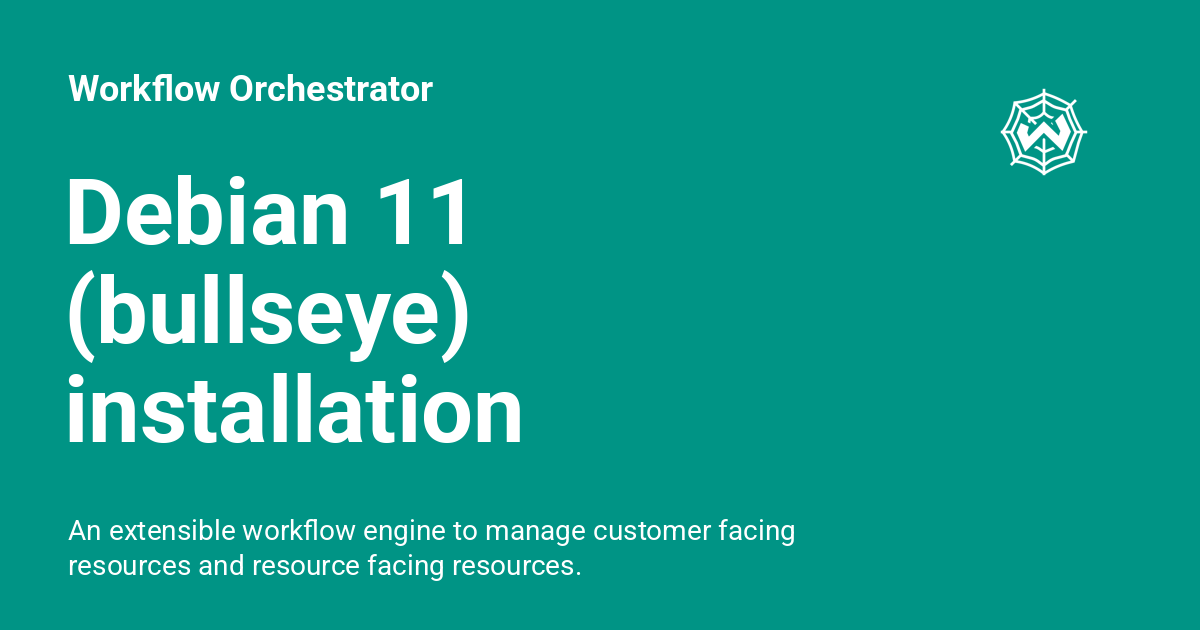 Workflow Orchestrator
Debian 11
(bullseye)
installation
An extensible workflow engine to manage customer facing
resources and resource facing resources.